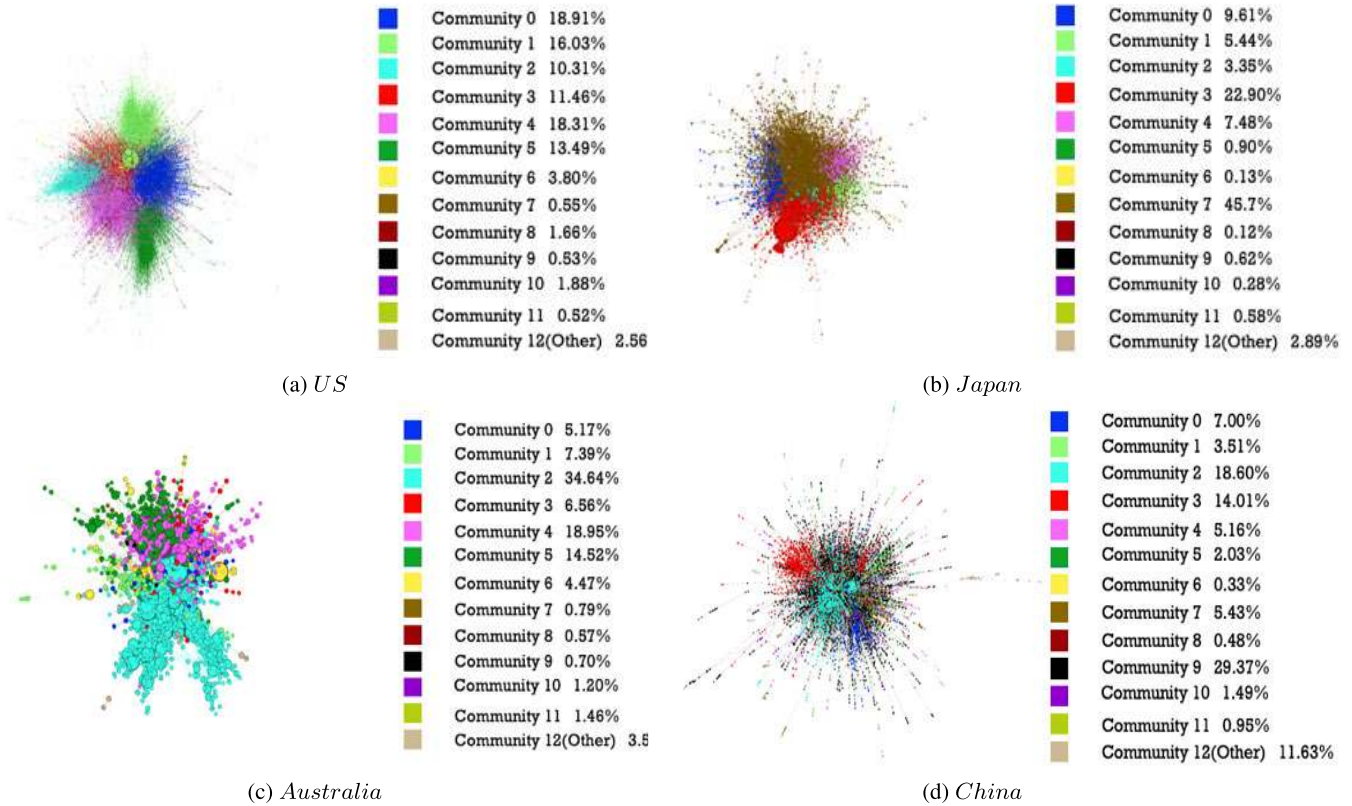 Community 0 18.91%
Community 1 16.03%
Community 2 10.31%
Community 3 11.46%
Community 4 18.31%
Community 5 13.49%
Community 6 3.80%
Community 7 0.55%
Community 8 1.66%
Community 9 0.53%
Community 10 1.88%
Community 11 0.52%
Community 12(Other) 2.56
(a) US
Community 0 9.61%
Community 1 5.44%
Community 2 3.35%
Community 3 22.90%
Community 4 7.48%
Community 5 0.90%
Community 6 0.13%
Community 7 45.7%
Community 8 0.12%
Community 9 0.62%
Community 10 0.28%
Community 11 0.58%
Community 12(Other) 2.89%
(b) Japan
Community 0 5.17%
Community 1 7.39%
Community 2 34.64%
Community 3 6.56%
Community 4 18.95%
Community 5 14.52%
Community 6 4.47%
Community 7 0.79%
Community 8 0.57%
Community 9 0.70%
Community 10 1.20%
Community 11 1.46%
Community 12(Other) 3.5
(c) Australia
Community 0 7.00%
Community 1 3.51%
Community 2 18.60%
Community 3 14.01%
Community 4 5.16%
Community 5 2.03%
Community 6 0.33%
Community 7 5.43%
Community 8 0.48%
Community 9 29.37%
Community 10 1.49%
Community 11 0.95%
Community 12(Other) 11.63%
(d) China